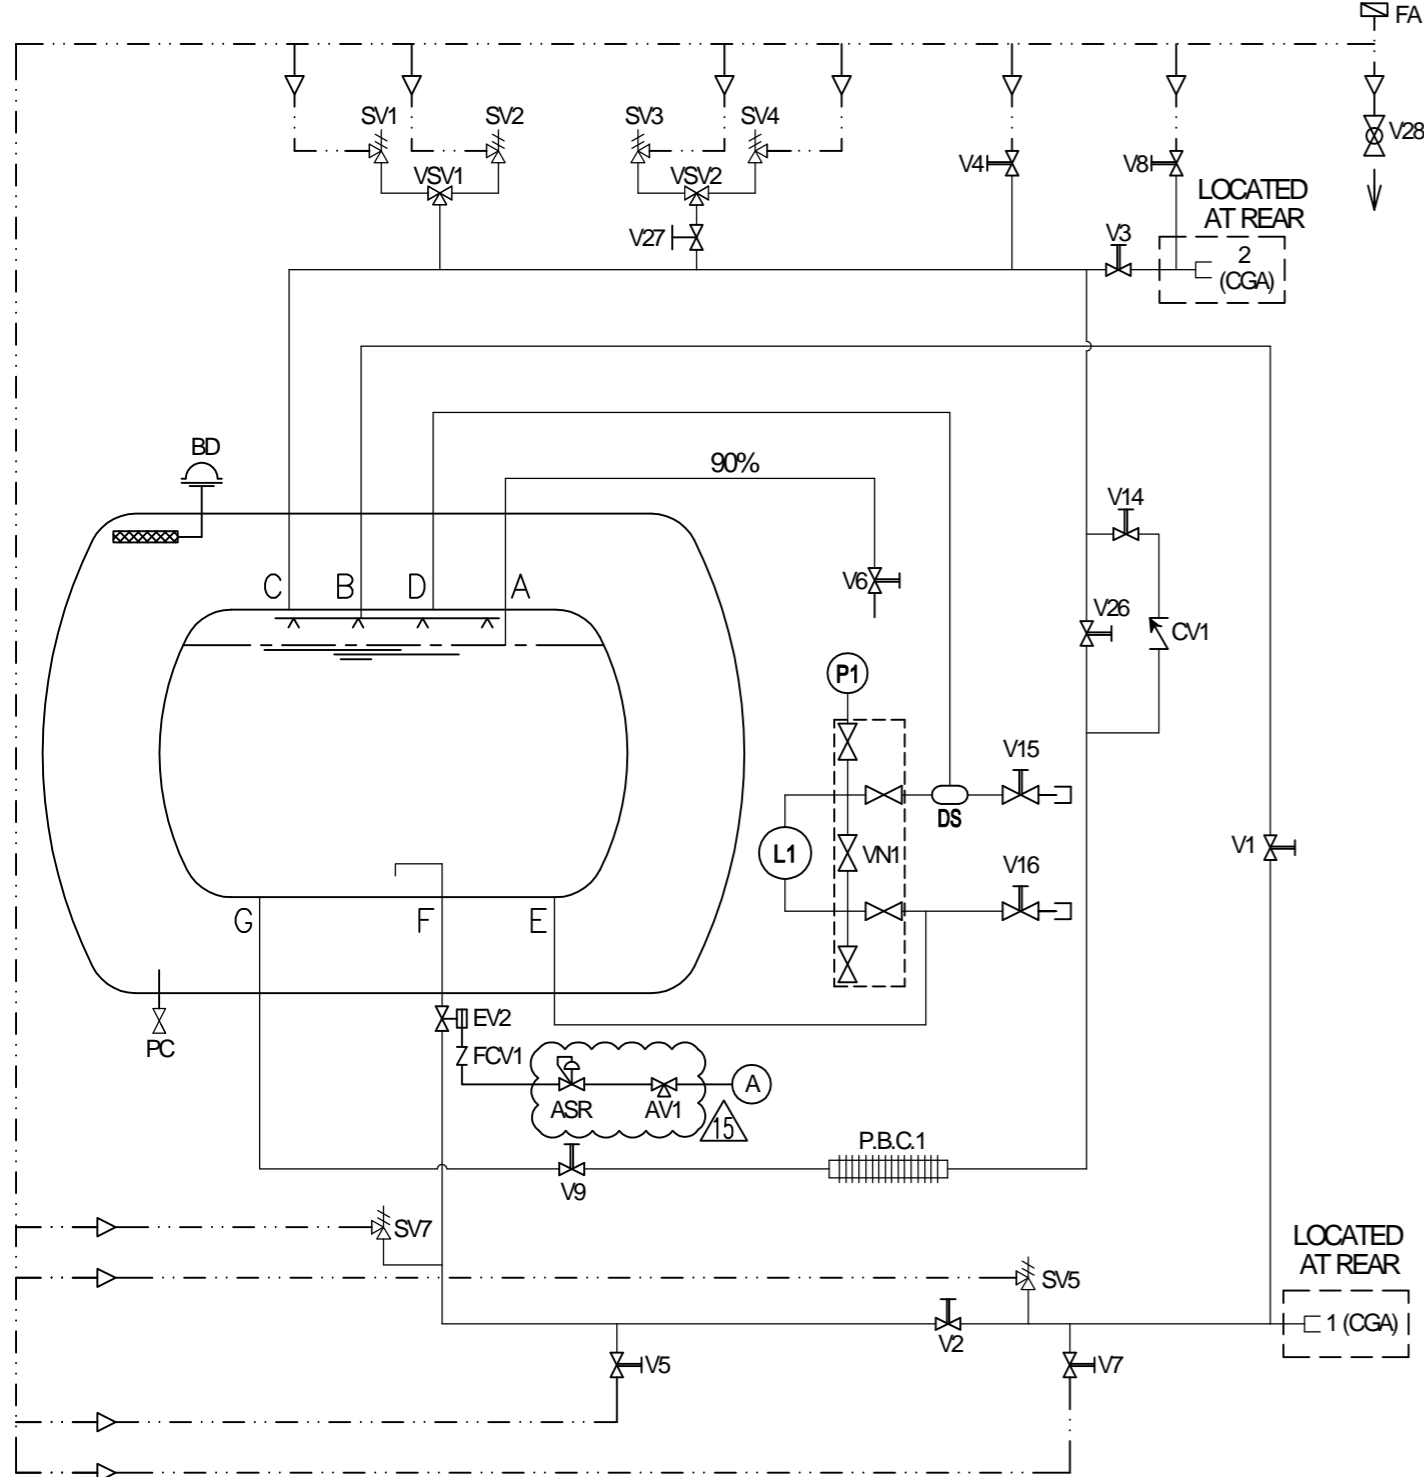 FA
V28
SV1
SV2
SV3
SV4
VSV1
VSV2
V4
V8
LOCATED
AT REAR
V27
V3
2
(CGA)
BD
90%
V14
C
B
D
A
V6
V26
CV1
P1
V15
DS
L1
VN1
V1
V16
G
F
E
EV2
PC
FCV1
ASR
AV1
A
15
P.B.C.1
V9
SV7
LOCATED
AT REAR
SV5
1 (CGA)
V2
V5
V7